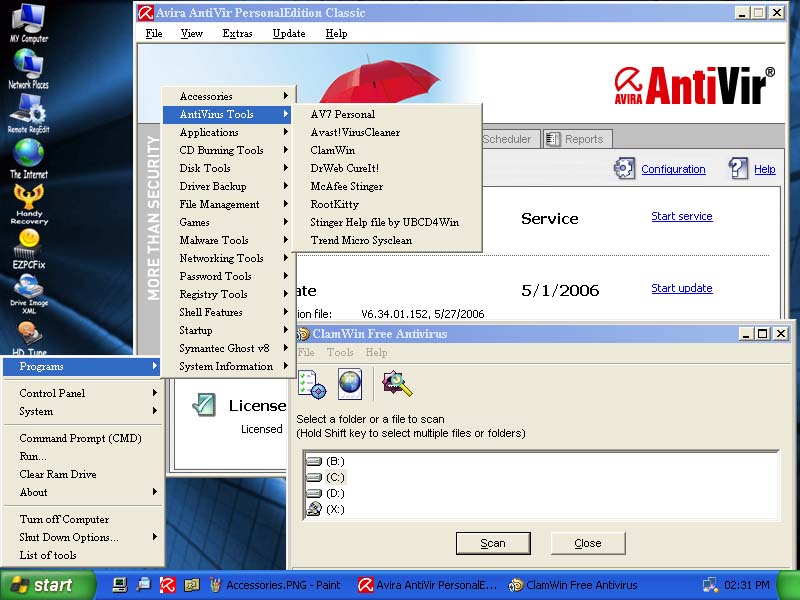 My Computer
Network Places
Remote RegEdit
The Internet
Handy
Recovery
EZPCFix
Drive Image
XML
HD Tune
Avira AntiVir PersonalEdition Classic
File View Extras Update Help
AVIRA AntiVir®
MORE THAN SECURITY
Scheduler Reports
Configuration Help
Service Start service
ate 5/1/2006 Start update
ion file: V6.34.01.152, 5/27/2006
License
Licensed
Accessories
AntiVirus Tools
Applications
CD Burning Tools
Disk Tools
Driver Backup
File Management
Games
Malware Tools
Networking Tools
Password Tools
Registry Tools
Shell Features
Startup
Symantec Ghost v8
System Information
AV7 Personal
Avast!VirusCleaner
ClamWin
DrWeb CureIt!
McAfee Stinger
RootKitty
Stinger Help file by UBCD4Win
Trend Micro Sysclean
ClamWin Free Antivirus
File Tools Help
Select a folder or a file to scan
(Hold Shift key to select multiple files or folders)
(B:)
(C:)
(D:)
(X:)
Scan Close
Programs
Control Panel
System
Command Prompt (CMD)
Run...
Clear Ram Drive
About
Turn off Computer
Shut Down Options...
List of tools
start Accessories.PNG - Paint Avira AntiVir PersonalE... ClamWin Free Antivirus 02:31 PM